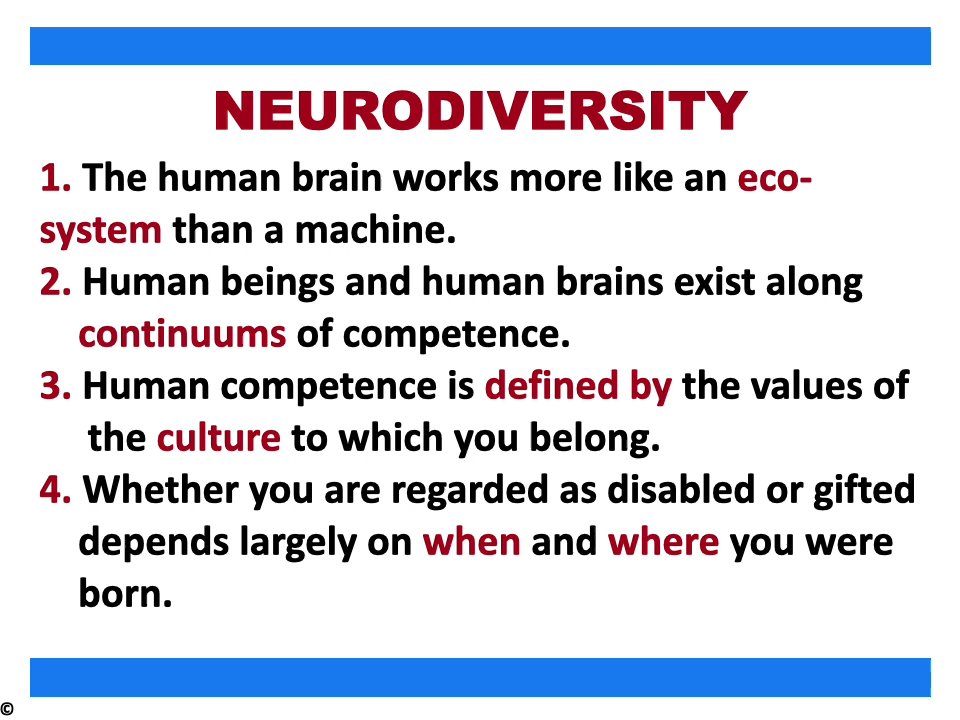 NEURODIVERSITY
1. The human brain works more like an eco-
system than a machine.
2. Human beings and human brains exist along
continuums of competence.
3. Human competence is defined by the values of
the culture to which you belong.
4. Whether you are regarded as disabled or gifted
depends largely on when and where you were
born.
©